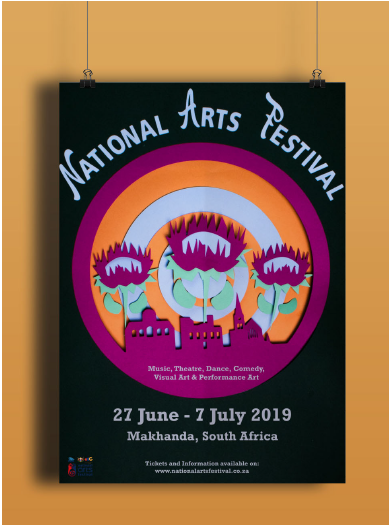 National Arts Festival
Music, Theatre, Dance, Comedy,
Visual Art & Performance Art
27 June - 7 July 2019
Makhanda, South Africa
Tickets and Information available on:
www.nationalartsfestival.co.za